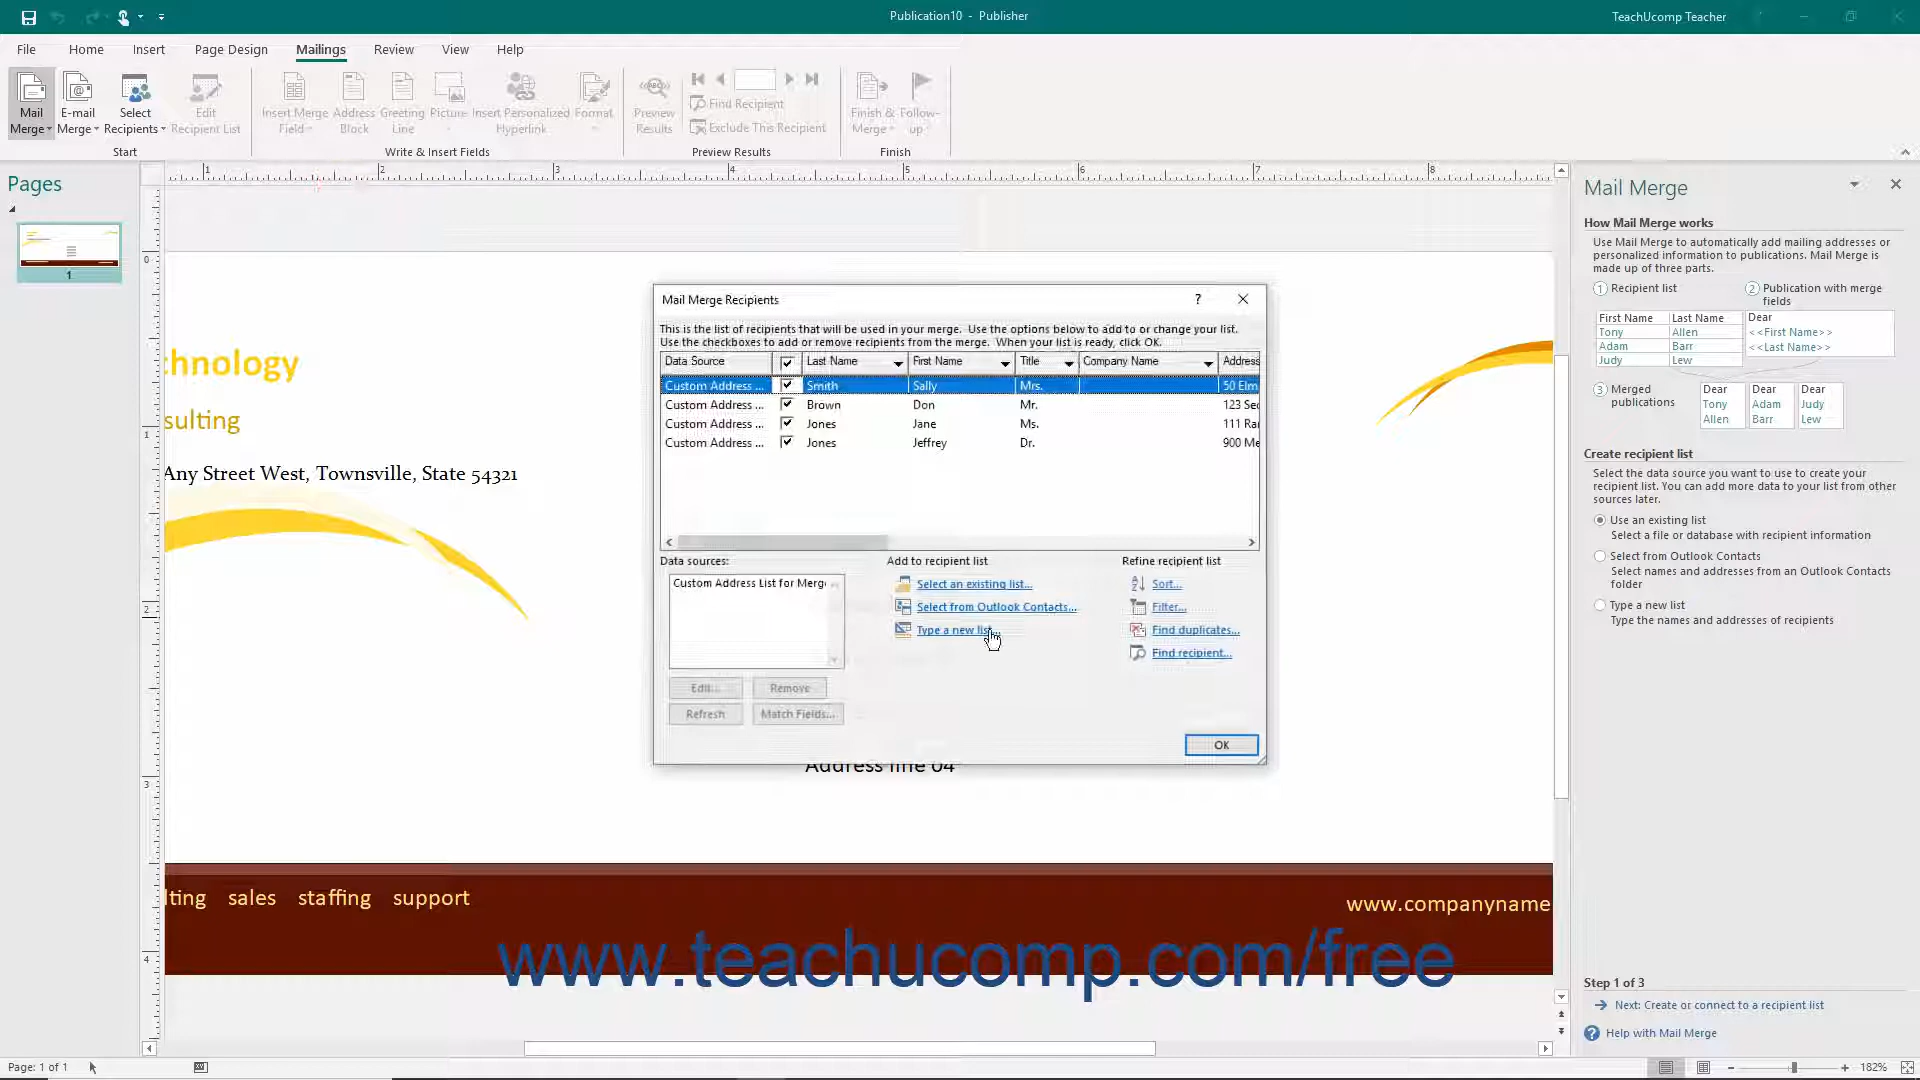 Publication10 - Publisher
TeachUcomp Teacher
File Home Insert Page Design Mailings Review View Help
Mail Merge
E-mail Merge
Select Recipients
Edit Recipient List
Insert Merge Field
Address Block
Greeting Line
Picture
Insert Personalized Hyperlink
Format
Preview Results
Find Recipient
Exclude This Recipient
Finish & Merge
Follow-up
Start
Write & Insert Fields
Preview Results
Finish
1 2 3 4 5 6 7 8
Pages
1
0
1
2
3
4
chnology
sulting
Any Street West, Townsville, State 54321
Mail Merge Recipients
?
This is the list of recipients that will be used in your merge. Use the options below to add to or change your list.
Use the checkboxes to add or remove recipients from the merge. When your list is ready, click OK.
Data Source Last Name First Name Title Company Name Address
Custom Address ... Smith Sally Mrs. 50 Elm
Custom Address ... Brown Don Mr. 123 Sec
Custom Address ... Jones Jane Ms. 111 Ra
Custom Address ... Jones Jeffrey Dr. 900 Me
Data sources:
Custom Address List for Merge
Edit...
Remove
Refresh
Match Fields...
Add to recipient list
Select an existing list...
Select from Outlook Contacts...
Type a new list...
Refine recipient list
Sort...
Filter...
Find duplicates...
Find recipient...
OK
Address line 04
lting sales staffing support
www.companyname
www.teachucomp.com/free
Mail Merge
How Mail Merge works
Use Mail Merge to automatically add mailing addresses or
personalized information to publications. Mail Merge is
made up of three parts.
1 Recipient list
2 Publication with merge
fields
First Name Last Name
Tony Allen
Adam Barr
Judy Lew
Dear
<<First Name>>
<<Last Name>>
3 Merged
publications
Dear Dear Dear
Tony Adam Judy
Allen Barr Lew
Create recipient list
Select the data source you want to use to create your
recipient list. You can add more data to your list from other
sources later.
Use an existing list
Select a file or database with recipient information
Select from Outlook Contacts
Select names and addresses from an Outlook Contacts
folder
Type a new list
Type the names and addresses of recipients
Step 1 of 3
Next: Create or connect to a recipient list
Help with Mail Merge
Page: 1 of 1
182%